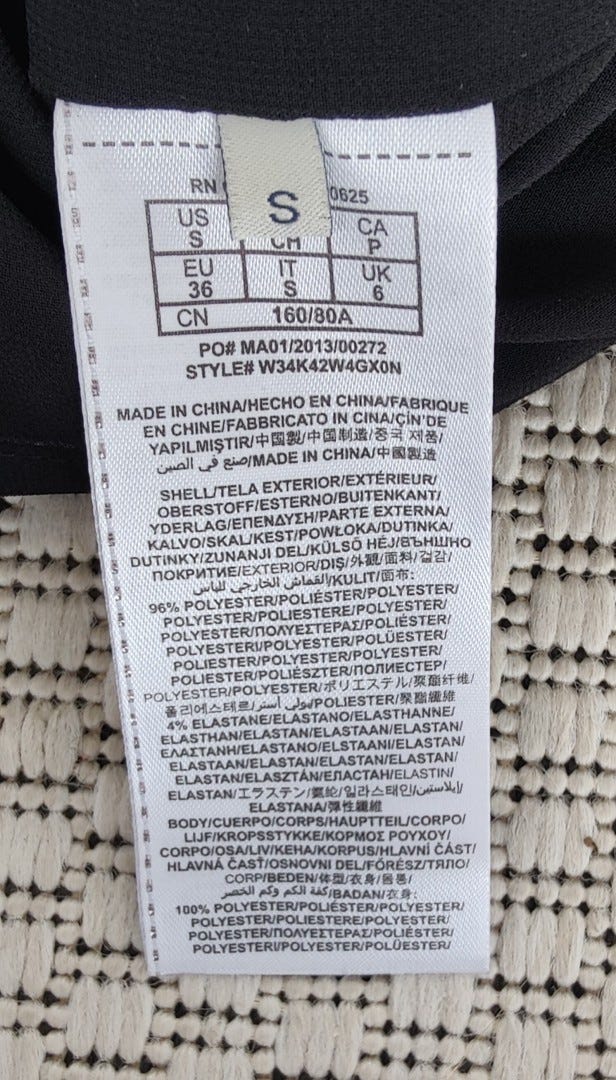 S
RN 0625
US S CH CA P
EU 36 IT S UK 6
CN 160/80A
PO# MA01/2013/00272
STYLE# W34K42W4GX0N
MADE IN CHINA/HECHO EN CHINA/FABRIQUE
EN CHINE/FABBRICATO IN CINA/ÇİN'DE
YAPILMIŞTIR/中國製/中国制造/중국 제품/
صنع في الصين/MADE IN CHINA/中國製造
SHELL/TELA EXTERIOR/EXTÉRIEUR/
OBERSTOFF/ESTERNO/BUITENKANT/
YDERLAG/ΕΠΕΝΔΥΣΗ/PARTE EXTERNA/
KALVO/SKAL/KEST/POWŁOKA/DUTINKA/
DUTINKY/ZUNANJI DEL/KÜLSŐ HÉJ/ВЪНШНО
ПОКРИТИЕ/EXTERIOR/DIŞ/外觀/面料/겉감/
القماش الخارجي للباس/KULIT/面布:
96% POLYESTER/POLIÉSTER/POLYESTER/
POLYESTER/POLIESTERE/POLYESTER/
POLYESTER/ΠΟΛΥΕΣΤΕΡΑΣ/POLIÉSTER/
POLYESTERI/POLYESTER/POLÜESTER/
POLIESTER/POLYESTER/POLYESTER/
POLIESTER/POLIÉSZTER/ПОЛИЕСТЕР/
POLYESTER/POLYESTER/ポリエステル/聚酯纤维/
폴리에스테르/بولي أستر/POLIESTER/聚酯纖維
4% ELASTANE/ELASTANO/ELASTHANNE/
ELASTHAN/ELASTAN/ELASTAAN/ELASTAN/
ΕΛΑΣΤΑΝΗ/ELASTANO/ELSTAANI/ELASTAN/
ELASTAAN/ELASTAN/ELASTAN/ELASTAN/
ELASTAN/ELASZTÁN/ЕЛАСТАН/ELASTIN/
ELASTAN/エラステン/氨纶/일라스태인/إيلاستين/
ELASTANA/彈性纖維
BODY/CUERPO/CORPS/HAUPTTEIL/CORPO/
LIJF/KROPSSTYKKE/ΚΟΡΜΟΣ ΡΟΥΧΟΥ/
CORPO/OSA/LIV/KEHA/KORPUS/HLAVNÍ ČÁST/
HLAVNÁ ČASŤ/OSNOVNI DEL/FŐRÉSZ/ТЯЛО/
CORP/BEDEN/体型/衣身/몸통/
كفة الكم وكم الخصر/BADAN/衣身:
100% POLYESTER/POLIÉSTER/POLYESTER/
POLYESTER/POLIESTERE/POLYESTER/
POLYESTER/ΠΟΛΥΕΣΤΕΡΑΣ/POLIÉSTER/
POLYESTERI/POLYESTER/POLÜESTER/